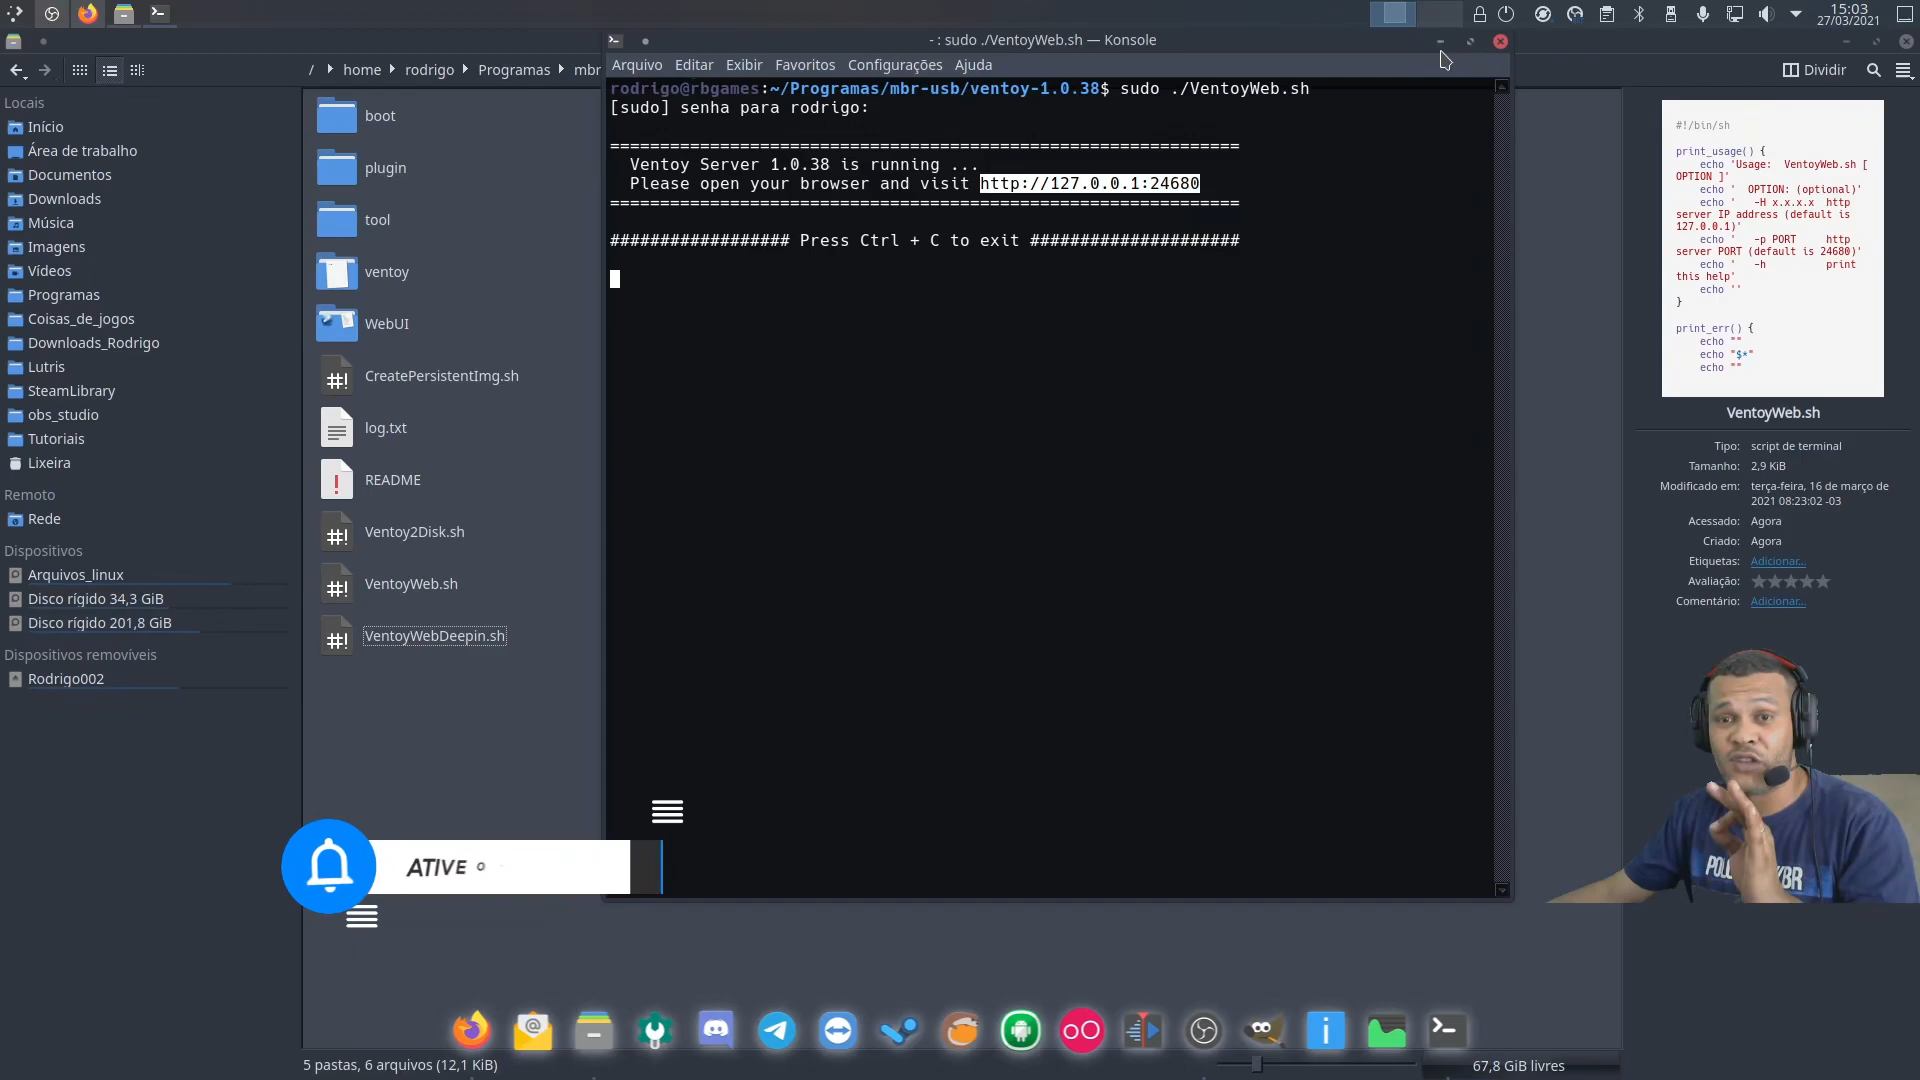 15:03
27/03/2021
- : sudo ./VentoyWeb.sh — Konsole
/ home rodrigo Programas mbr
Dividir
Arquivo Editar Exibir Favoritos Configurações Ajuda
Locais
Início
Área de trabalho
Documentos
Downloads
Música
Imagens
Vídeos
Programas
Coisas_de_jogos
Downloads_Rodrigo
Lutris
SteamLibrary
obs_studio
Tutoriais
Lixeira
Remoto
Rede
Dispositivos
Arquivos_linux
Disco rígido 34,3 GiB
Disco rígido 201,8 GiB
Dispositivos removíveis
Rodrigo002
boot
plugin
tool
ventoy
WebUI
CreatePersistentImg.sh
log.txt
README
Ventoy2Disk.sh
VentoyWeb.sh
VentoyWebDeepin.sh
rodrigo@rbgames:~/Programas/mbr-usb/ventoy-1.0.38$ sudo ./VentoyWeb.sh
[sudo] senha para rodrigo:
===============================================================
Ventoy Server 1.0.38 is running ...
Please open your browser and visit http://127.0.0.1:24680
===============================================================
################## Press Ctrl + C to exit #####################
#!/bin/sh
print_usage() {
echo 'Usage:  VentoyWeb.sh [
OPTION ]'
echo '  OPTION: (optional)'
echo '   -H x.x.x.x  http
server IP address (default is
127.0.0.1)'
echo '   -p PORT     http
server PORT (default is 24680)'
echo '   -h          print
this help'
echo ''
}
print_err() {
echo ""
echo "$*"
echo ""
VentoyWeb.sh
Tipo: script de terminal
Tamanho: 2,9 KiB
Modificado em: terça-feira, 16 de março de
2021 08:23:02 -03
Acessado: Agora
Criado: Agora
Etiquetas: Adicionar...
Avaliação:
Comentário: Adicionar...
ATIVE O
5 pastas, 6 arquivos (12,1 KiB)
67,8 GiB livres